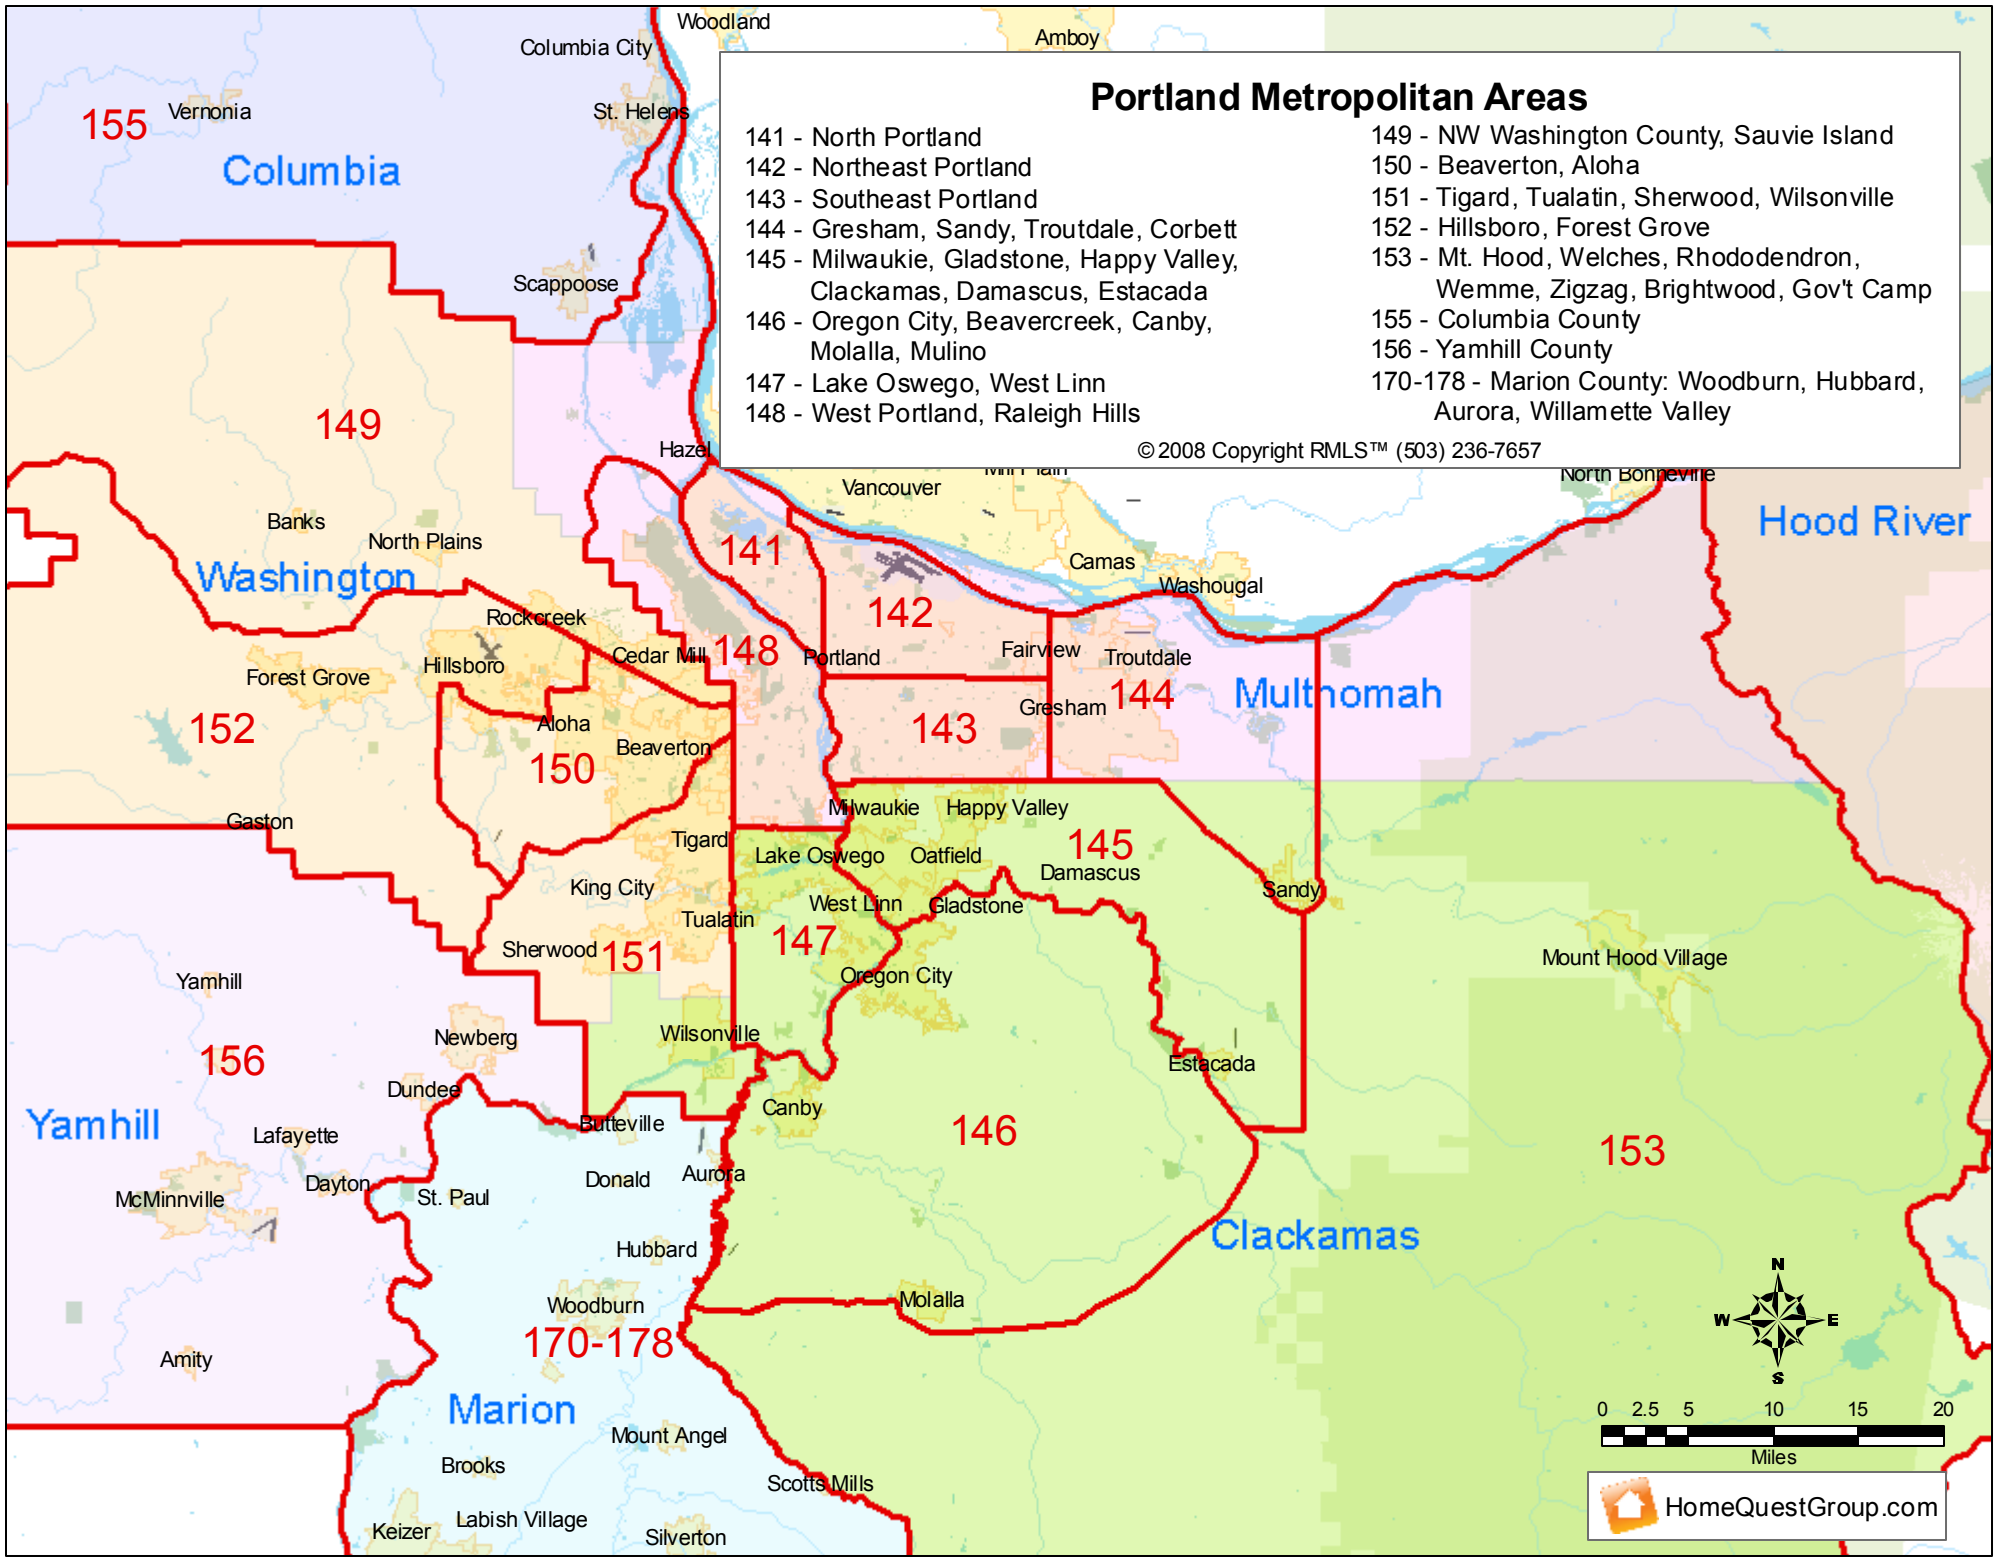 Woodland
Amboy
Columbia City
Vernonia
St. Helens
155
Columbia
Scappoose
Portland Metropolitan Areas
141 - North Portland
142 - Northeast Portland
143 - Southeast Portland
144 - Gresham, Sandy, Troutdale, Corbett
145 - Milwaukie, Gladstone, Happy Valley,
Clackamas, Damascus, Estacada
146 - Oregon City, Beavercreek, Canby,
Molalla, Mulino
147 - Lake Oswego, West Linn
148 - West Portland, Raleigh Hills
149 - NW Washington County, Sauvie Island
150 - Beaverton, Aloha
151 - Tigard, Tualatin, Sherwood, Wilsonville
152 - Hillsboro, Forest Grove
153 - Mt. Hood, Welches, Rhododendron,
Wemme, Zigzag, Brightwood, Gov't Camp
155 - Columbia County
156 - Yamhill County
170-178 - Marion County: Woodburn, Hubbard,
Aurora, Willamette Valley
©2008 Copyright RMLS™ (503) 236-7657
149
Hazel
Mill Plain
Vancouver
North Bonneville
Hood River
Banks
North Plains
Washington
141
Camas
Washougal
142
Rockcreek
148
Cedar Mill
Hillsboro
Portland
Fairview
Troutdale
Forest Grove
144
Multnomah
Gresham
152
Aloha
143
Beaverton
150
Milwaukie
Happy Valley
Gaston
Tigard
Lake Oswego
Oatfield
145
Damascus
King City
Sandy
West Linn
Gladstone
Tualatin
147
Sherwood
151
Mount Hood Village
Oregon City
Yamhill
Newberg
Wilsonville
156
Estacada
Dundee
Canby
Yamhill
Butteville
146
Lafayette
153
Donald
Aurora
Dayton
McMinnville
St. Paul
Clackamas
Hubbard
N
W
E
S
Woodburn
Molalla
170-178
Amity
Marion
0 2.5 5 10 15 20
Miles
Mount Angel
Brooks
Scotts Mills
Labish Village
Keizer
Silverton
HomeQuestGroup.com